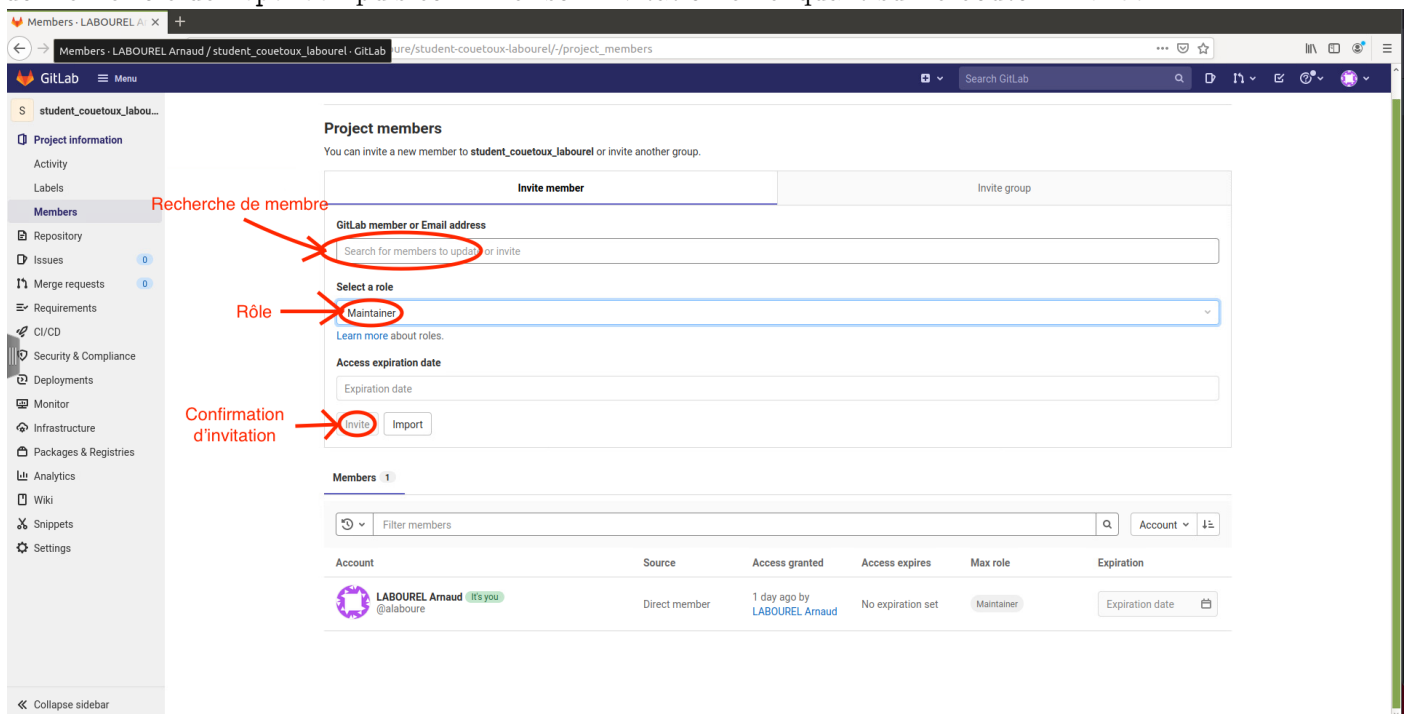 Members · LABOUREL A
Members · LABOUREL Arnaud / student_couetoux_labourel · GitLab
oure/student-couetoux-labourel/-/project_members
GitLab
Menu
Search GitLab
S student_couetoux_labou...
Project information
Activity
Labels
Members
Repository
Issues 0
Merge requests 0
Requirements
CI/CD
Security & Compliance
Deployments
Monitor
Infrastructure
Packages & Registries
Analytics
Wiki
Snippets
Settings
Collapse sidebar
Project members
You can invite a new member to student_couetoux_labourel or invite another group.
Invite member
Invite group
Recherche de membre
GitLab member or Email address
Search for members to update or invite
Select a role
Rôle
Maintainer
Learn more about roles.
Access expiration date
Expiration date
Confirmation
d'invitation
Invite
Import
Members 1
Filter members
Account
Account Source Access granted Access expires Max role Expiration
LABOUREL Arnaud It's you
@alaboure
Direct member
1 day ago by
LABOUREL Arnaud
No expiration set
Maintainer
Expiration date